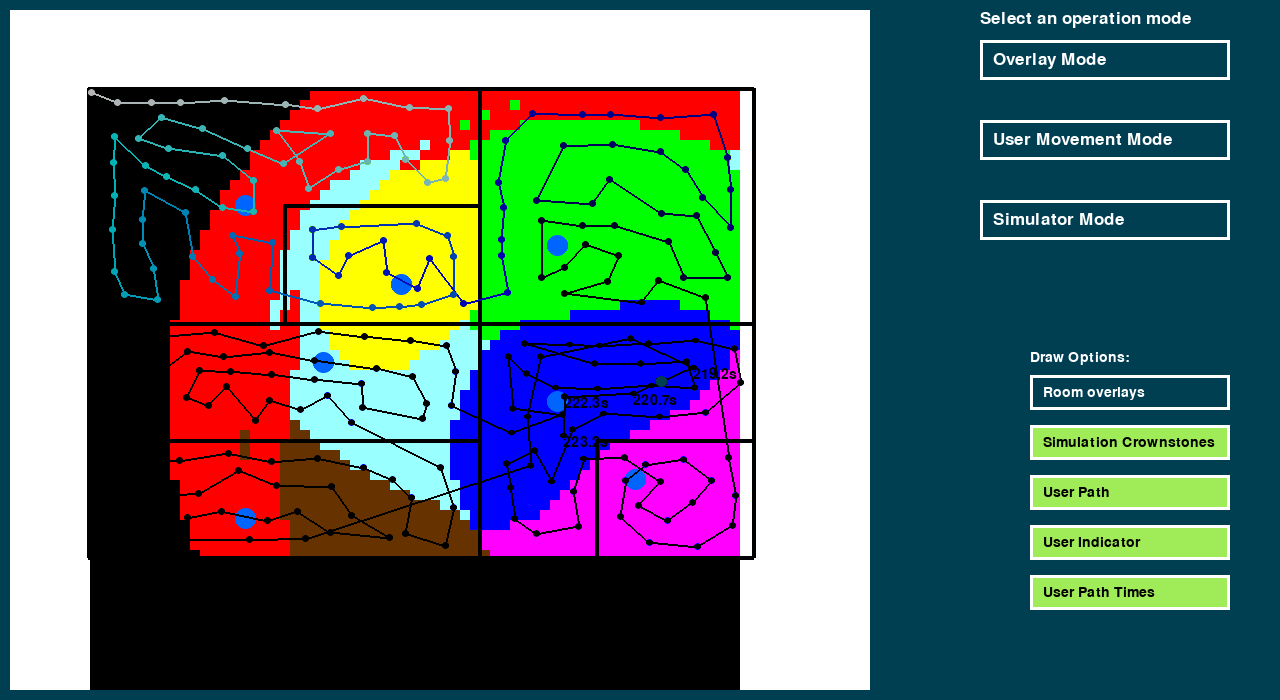 Select an operation mode
Overlay Mode
User Movement Mode
Simulator Mode
Draw Options:
Room overlays
Simulation Crownstones
User Path
User Indicator
User Path Times
219.2s
220.7s
222.3s
223.2s